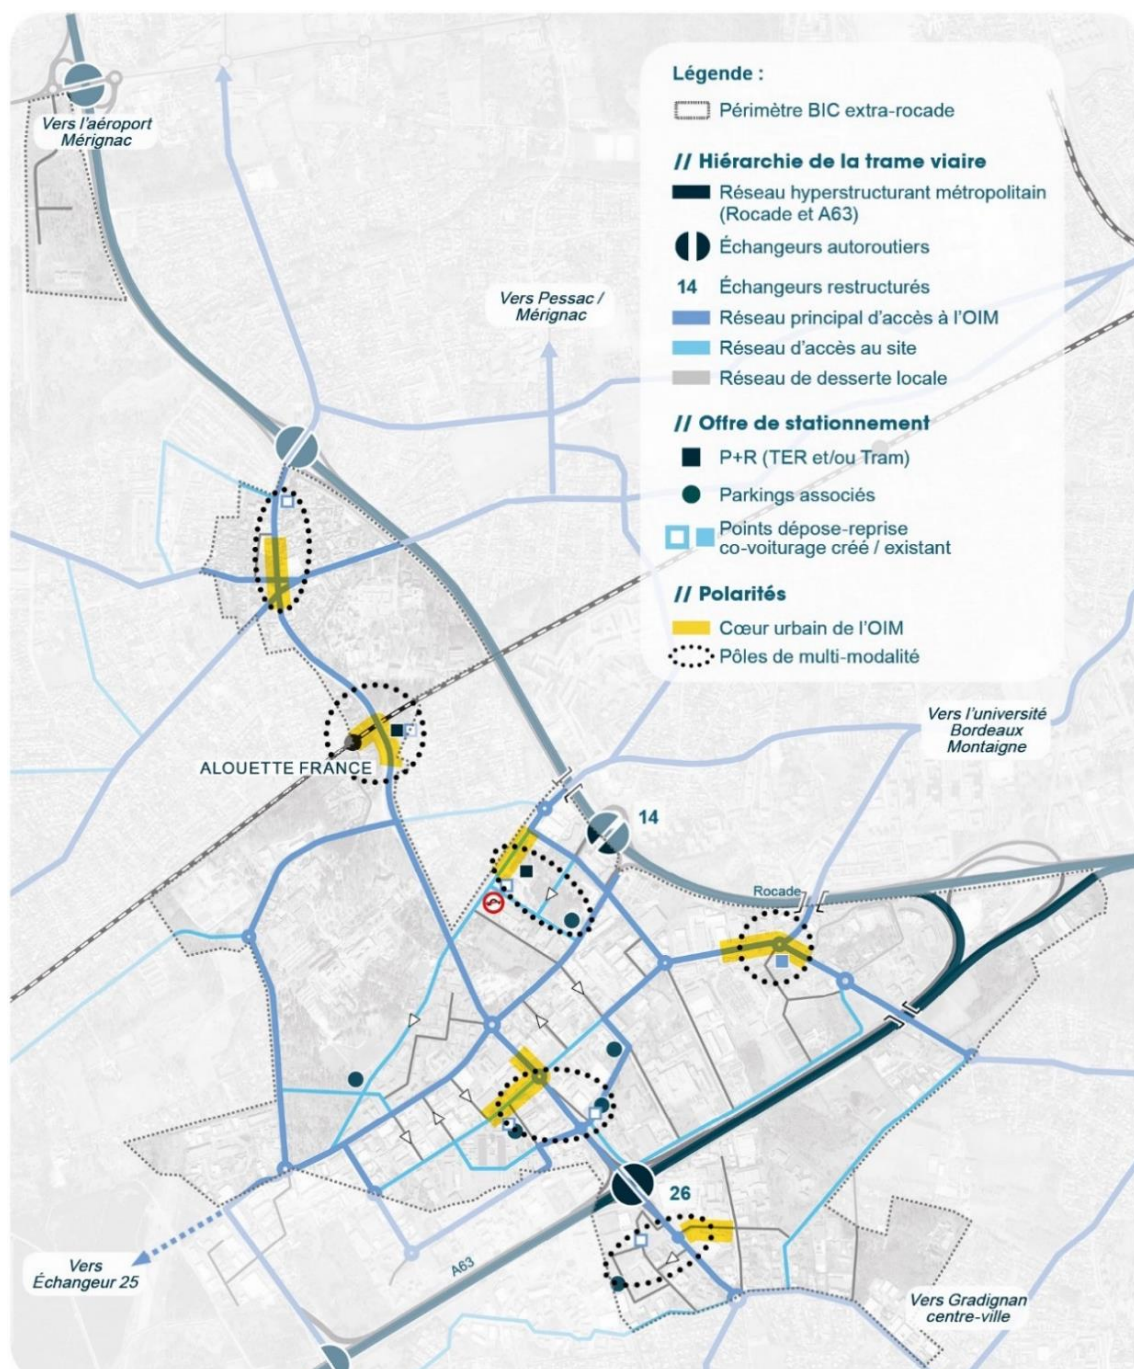 Légende :
Périmètre BIC extra-rocade
// Hiérarchie de la trame viaire
Réseau hyperstructurant métropolitain
(Rocade et A63)
Échangeurs autoroutiers
14 Échangeurs restructurés
Réseau principal d'accès à l'OIM
Réseau d'accès au site
Réseau de desserte locale
// Offre de stationnement
P+R (TER et/ou Tram)
Parkings associés
Points dépose-reprise
co-voiturage créé / existant
// Polarités
Cœur urbain de l'OIM
Pôles de multi-modalité
Vers l'aéroport
Mérignac
Vers Pessac /
Mérignac
Vers l'université
Bordeaux
Montaigne
ALOUETTE FRANCE
14
Rocade
26
A63
Vers
Échangeur 25
Vers Gradignan
centre-ville